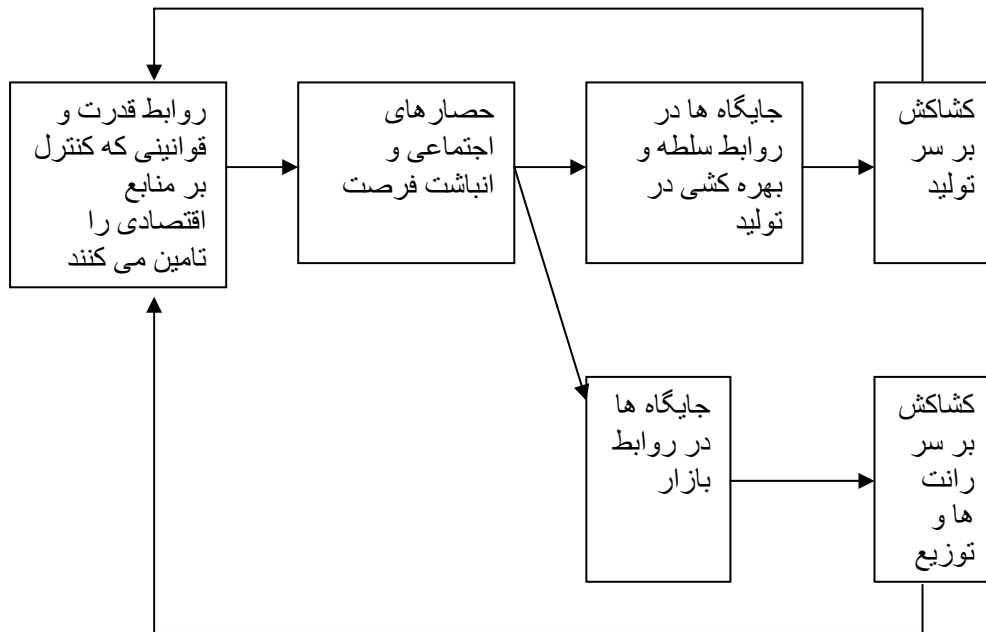 روابط قدرت و
قوانینی که کنترل
بر منابع
اقتصادی را
تامین می کنند
حصارهای
اجتماعی و
انباشت فرصت
جایگاه ها در
روابط سلطه و
بهره کشی در
تولید
کشاکش
بر سر
تولید
جایگاه ها
در روابط
بازار
کشاکش
بر سر
رانت
ها و
توزیع